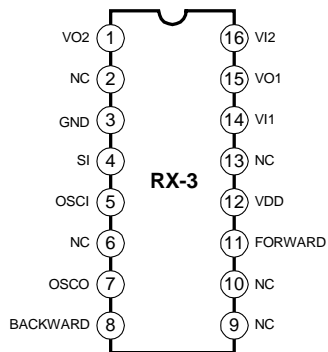 VO2 1 16 VI2
NC 2 15 VO1
GND 3 14 VI1
SI 4 13 NC
RX-3
OSCI 5 12 VDD
NC 6 11 FORWARD
OSCO 7 10 NC
BACKWARD 8 9 NC